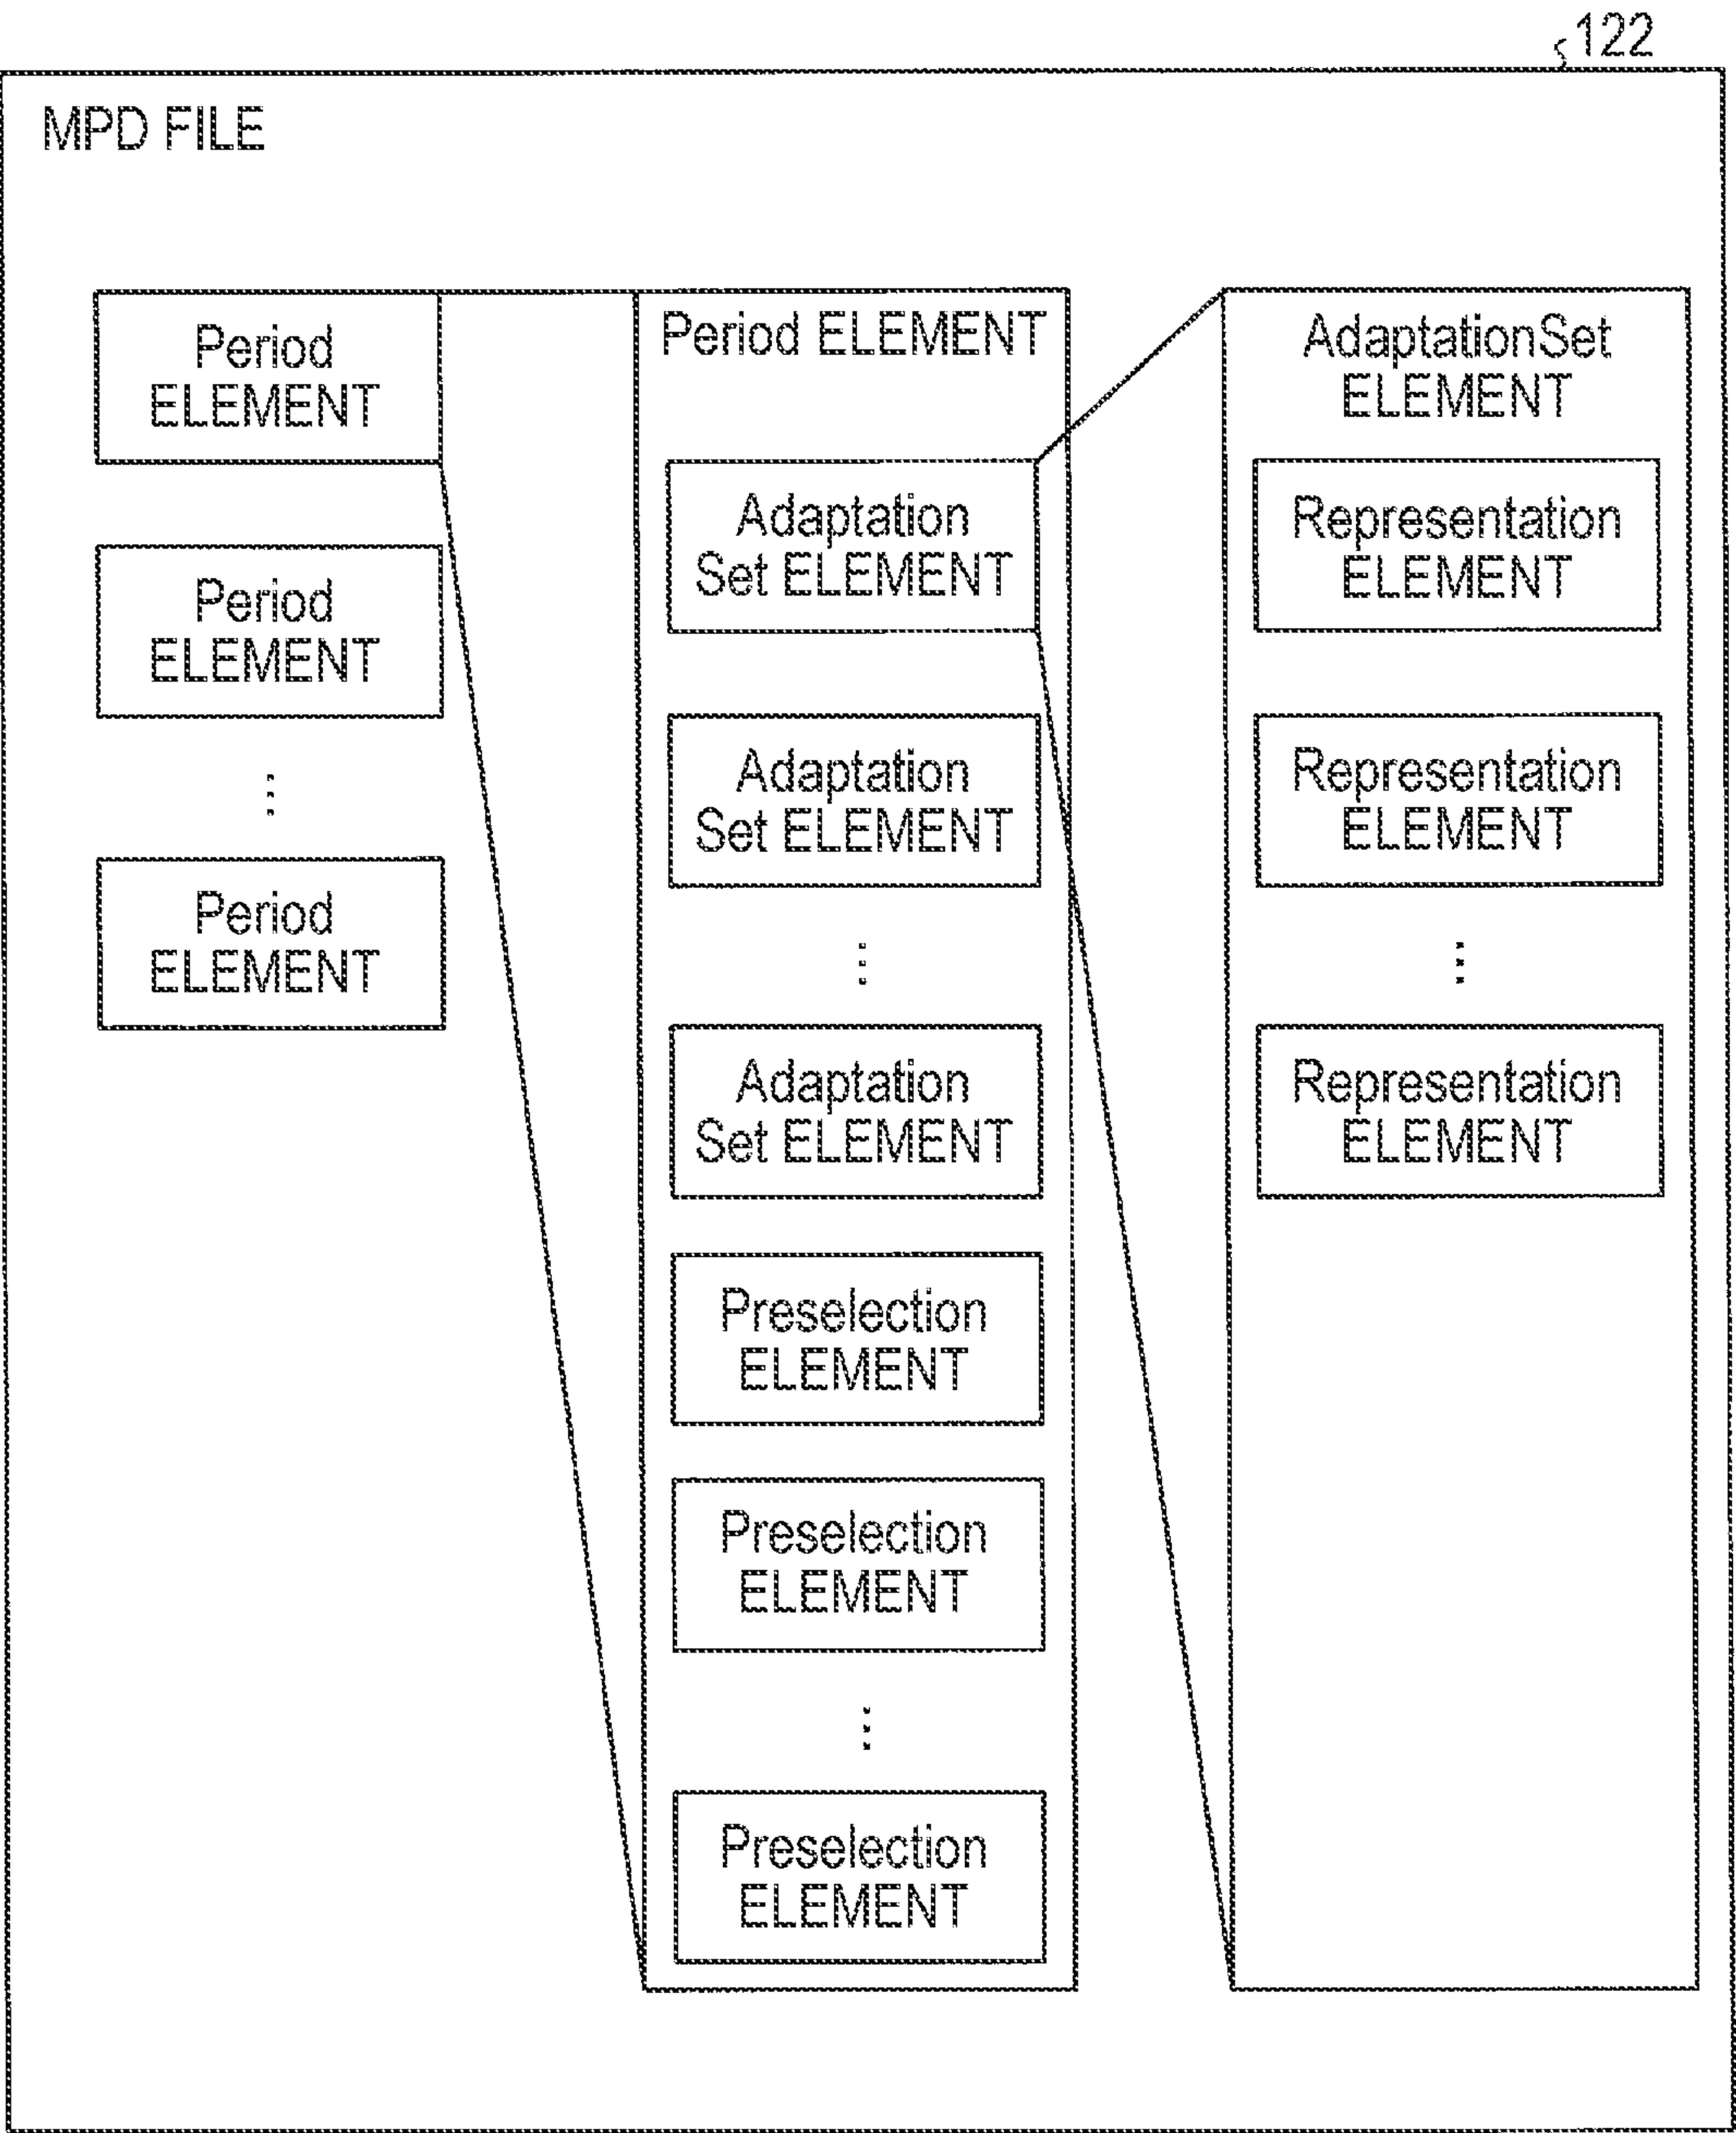 122
MPD FILE
Period
ELEMENT
Period
ELEMENT
⋮
Period
ELEMENT
Period ELEMENT
Adaptation
Set ELEMENT
Adaptation
Set ELEMENT
⋮
Adaptation
Set ELEMENT
Preselection
ELEMENT
Preselection
ELEMENT
⋮
Preselection
ELEMENT
AdaptationSet
ELEMENT
Representation
ELEMENT
Representation
ELEMENT
⋮
Representation
ELEMENT